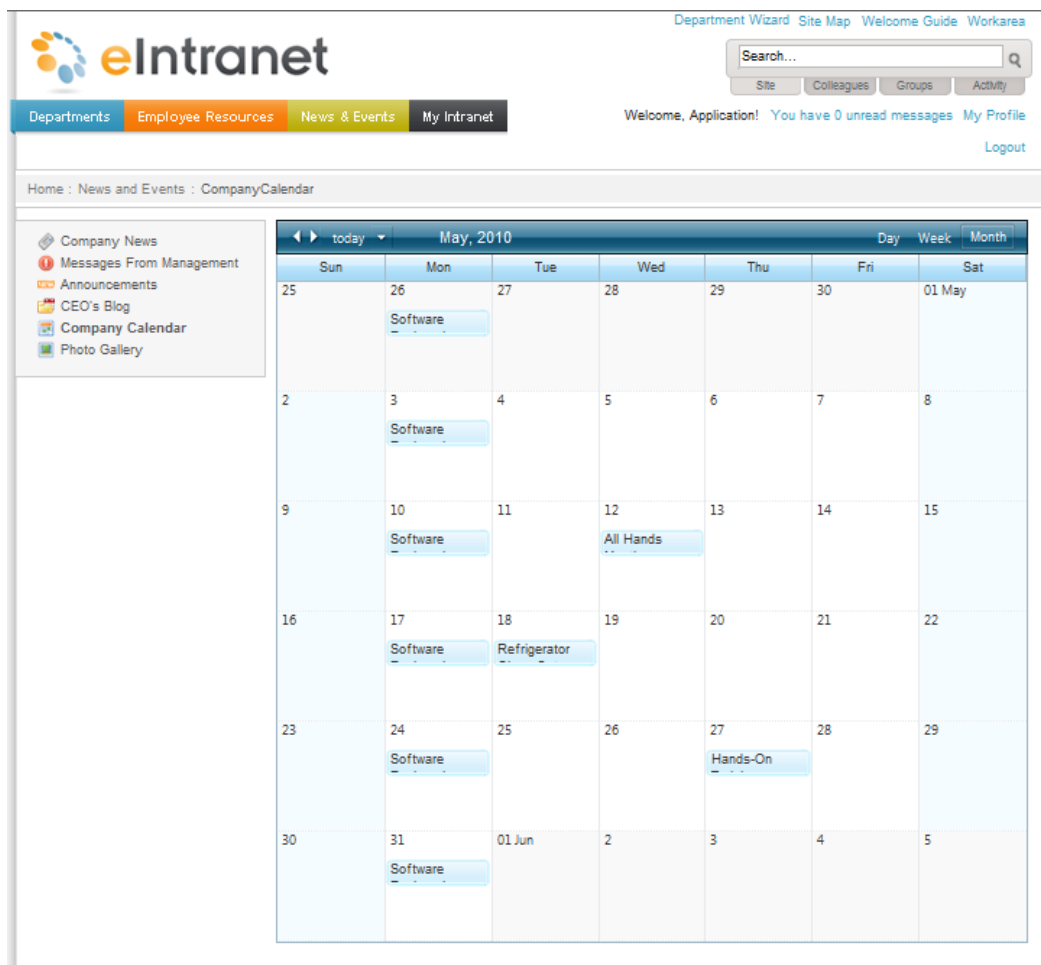 Department Wizard Site Map Welcome Guide Workarea
eIntranet
Search...
Site Colleagues Groups Activity
Departments Employee Resources News & Events My Intranet
Welcome, Application! You have 0 unread messages My Profile
Logout
Home : News and Events : CompanyCalendar
Company News
Messages From Management
Announcements
CEO's Blog
Company Calendar
Photo Gallery
today May, 2010 Day Week Month
Sun Mon Tue Wed Thu Fri Sat
25 26 27 28 29 30 01 May
Software
2 3 4 5 6 7 8
Software
9 10 11 12 13 14 15
Software All Hands
16 17 18 19 20 21 22
Software Refrigerator
23 24 25 26 27 28 29
Software Hands-On
30 31 01 Jun 2 3 4 5
Software